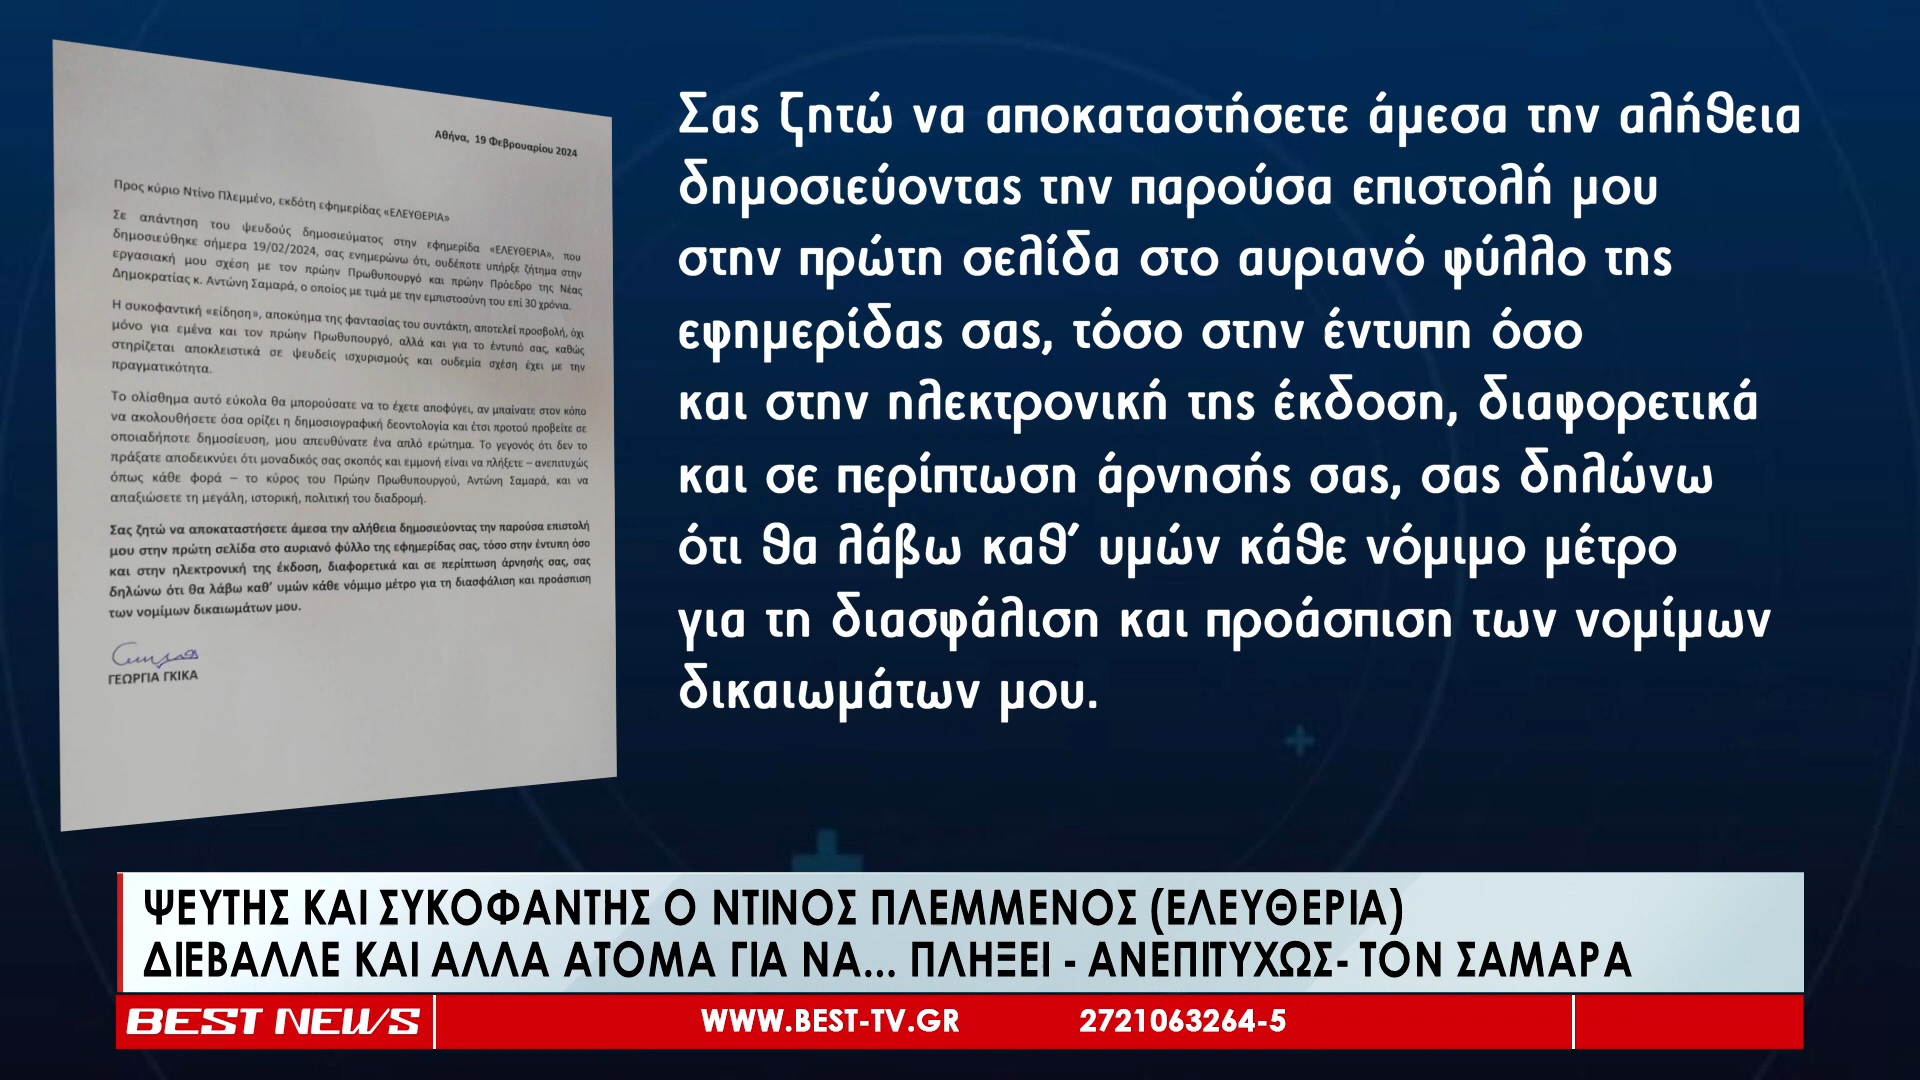 Αθήνα, 19 Φεβρουαρίου 2024
Προς κύριο Ντίνο Πλεμμένο, εκδότη εφημερίδας «ΕΛΕΥΘΕΡΙΑ»
Σε απάντηση του ψευδούς δημοσιεύματος στην εφημερίδα «ΕΛΕΥΘΕΡΙΑ», που
δημοσιεύθηκε σήμερα 19/02/2024, σας ενημερώνω ότι, ουδέποτε υπήρξε ζήτημα στην
εργασιακή μου σχέση με τον πρώην Πρωθυπουργό και πρώην Πρόεδρο της Νέας
Δημοκρατίας κ. Αντώνη Σαμαρά, ο οποίος με τιμά με την εμπιστοσύνη του επί 30 χρόνια.
Η συκοφαντική «είδηση», αποκύημα της φαντασίας του συντάκτη, αποτελεί προσβολή, όχι
μόνο για εμένα και τον πρώην Πρωθυπουργό, αλλά και για το έντυπό σας, καθώς
στηρίζεται αποκλειστικά σε ψευδείς ισχυρισμούς και ουδεμία σχέση έχει με την
πραγματικότητα.
Το ολίσθημα αυτό εύκολα θα μπορούσατε να το έχετε αποφύγει, αν μπαίνατε στον κόπο
να ακολουθήσετε όσα ορίζει η δημοσιογραφική δεοντολογία και έτσι προτού προβείτε σε
οποιαδήποτε δημοσίευση, μου απευθύνατε ένα απλό ερώτημα. Το γεγονός ότι δεν το
πράξατε αποδεικνύει ότι μοναδικός σας σκοπός και εμμονή είναι να πλήξετε – ανεπιτυχώς
όπως κάθε φορά – το κύρος του Πρώην Πρωθυπουργού, Αντώνη Σαμαρά, και να
απαξιώσετε τη μεγάλη, ιστορική, πολιτική του διαδρομή.
Σας ζητώ να αποκαταστήσετε άμεσα την αλήθεια δημοσιεύοντας την παρούσα επιστολή
μου στην πρώτη σελίδα στο αυριανό φύλλο της εφημερίδας σας, τόσο στην έντυπη όσο
και στην ηλεκτρονική της έκδοση, διαφορετικά και σε περίπτωση άρνησής σας, σας
δηλώνω ότι θα λάβω καθ’ υμών κάθε νόμιμο μέτρο για τη διασφάλιση και προάσπιση
των νομίμων δικαιωμάτων μου.
ΓΕΩΡΓΙΑ ΓΚΙΚΑ
Σας ζητώ να αποκαταστήσετε άμεσα την αλήθεια
δημοσιεύοντας την παρούσα επιστολή μου
στην πρώτη σελίδα στο αυριανό φύλλο της
εφημερίδας σας, τόσο στην έντυπη όσο
και στην ηλεκτρονική της έκδοση, διαφορετικά
και σε περίπτωση άρνησής σας, σας δηλώνω
ότι θα λάβω καθ’ υμών κάθε νόμιμο μέτρο
για τη διασφάλιση και προάσπιση των νομίμων
δικαιωμάτων μου.
ΨΕΥΤΗΣ ΚΑΙ ΣΥΚΟΦΑΝΤΗΣ Ο ΝΤΙΝΟΣ ΠΛΕΜΜΕΝΟΣ (ΕΛΕΥΘΕΡΙΑ)
ΔΙΕΒΑΛΛΕ ΚΑΙ ΑΛΛΑ ΑΤΟΜΑ ΓΙΑ ΝΑ... ΠΛΗΞΕΙ - ΑΝΕΠΙΤΥΧΩΣ- ΤΟΝ ΣΑΜΑΡΑ
BEST NEWS WWW.BEST-TV.GR 2721063264-5